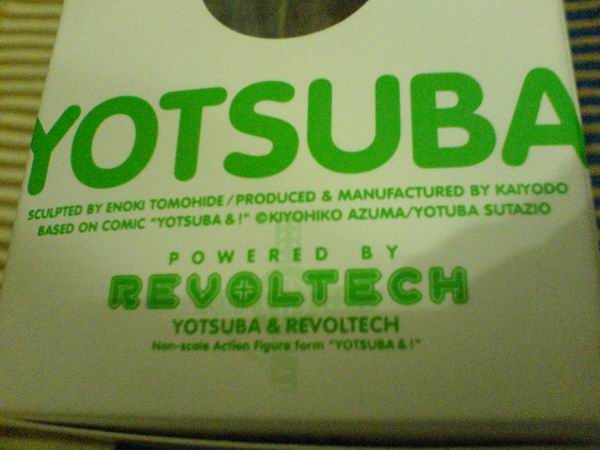 YOTSUBA
SCULPTED BY ENOKI TOMOHIDE / PRODUCED & MANUFACTURED BY KAIYODO
BASED ON COMIC "YOTSUBA & !" ©KIYOHIKO AZUMA/YOTUBA SUTAZIO
POWERED BY
REVOLTECH
YOTSUBA & REVOLTECH
Non-scale Action Figure form "YOTSUBA & !"